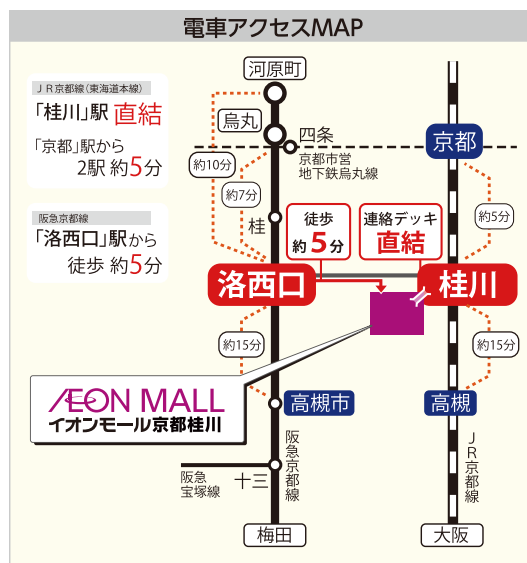 電車アクセスMAP
JR京都線(東海道本線)
「桂川」駅 直結
「京都」駅から
2駅 約5分
阪急京都線
「洛西口」駅から
徒歩 約5分
河原町
烏丸
四条
京都市営
地下鉄烏丸線
京都
約10分
約7分
約5分
桂
徒歩
約5分
連絡デッキ
直結
洛西口
桂川
約15分
約15分
AEON MALL
イオンモール京都桂川
高槻市
高槻
阪急京都線
JR京都線
阪急
宝塚線
十三
梅田
大阪